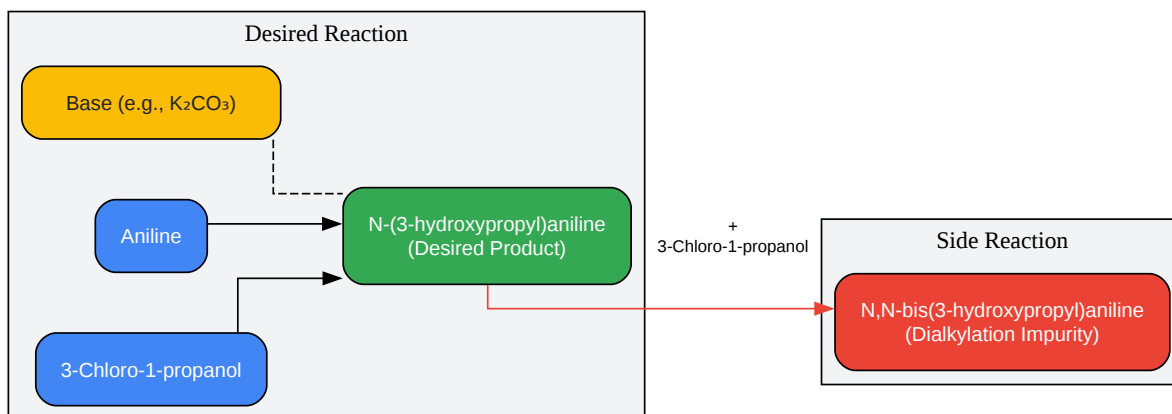 Desired Reaction
Base (e.g., K₂CO₃)
Aniline
3-Chloro-1-propanol
N-(3-hydroxypropyl)aniline
(Desired Product)
+
3-Chloro-1-propanol
Side Reaction
N,N-bis(3-hydroxypropyl)aniline
(Dialkylation Impurity)